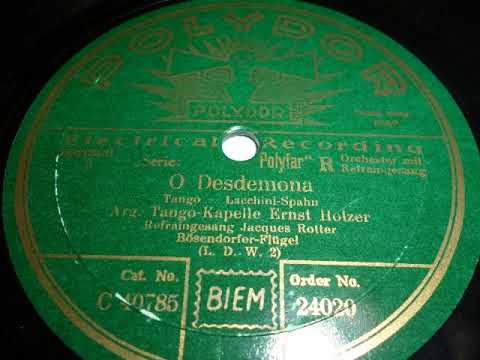 POLYDOR
POLYDOR
Electrical Recording
Serie: "Polyfar" R Orchester mit
Refraingesang
O Desdemona
Tango - Lacchini-Spahn
Arg. Tango-Kapelle Ernst Holzer
Refraingesang Jacques Rotter
Bösendorfer-Flügel
(L. D. W. 2)
Cat. No. Order No.
C 40785 BIEM 24020